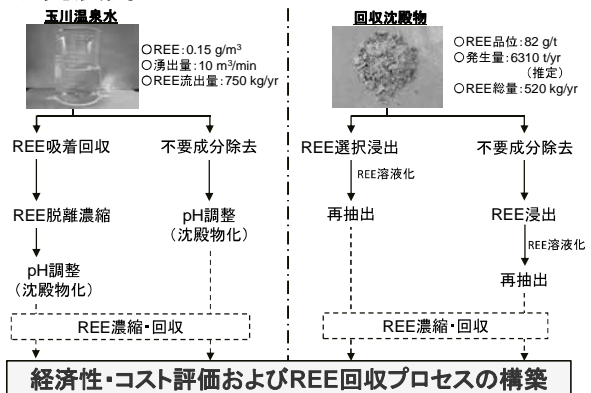 玉川温泉水
○REE:0.15 g/m³
○湧出量:10 m³/min
○REE流出量:750 kg/yr
REE吸着回収
不要成分除去
REE脱離濃縮
pH調整
(沈殿物化)
pH調整
(沈殿物化)
REE濃縮・回収
回収沈殿物
○REE品位:82 g/t
○発生量:6310 t/yr
(推定)
○REE総量:520 kg/yr
REE選択浸出
不要成分除去
REE溶液化
再抽出
REE浸出
REE溶液化
再抽出
REE濃縮・回収
経済性・コスト評価およびREE回収プロセスの構築